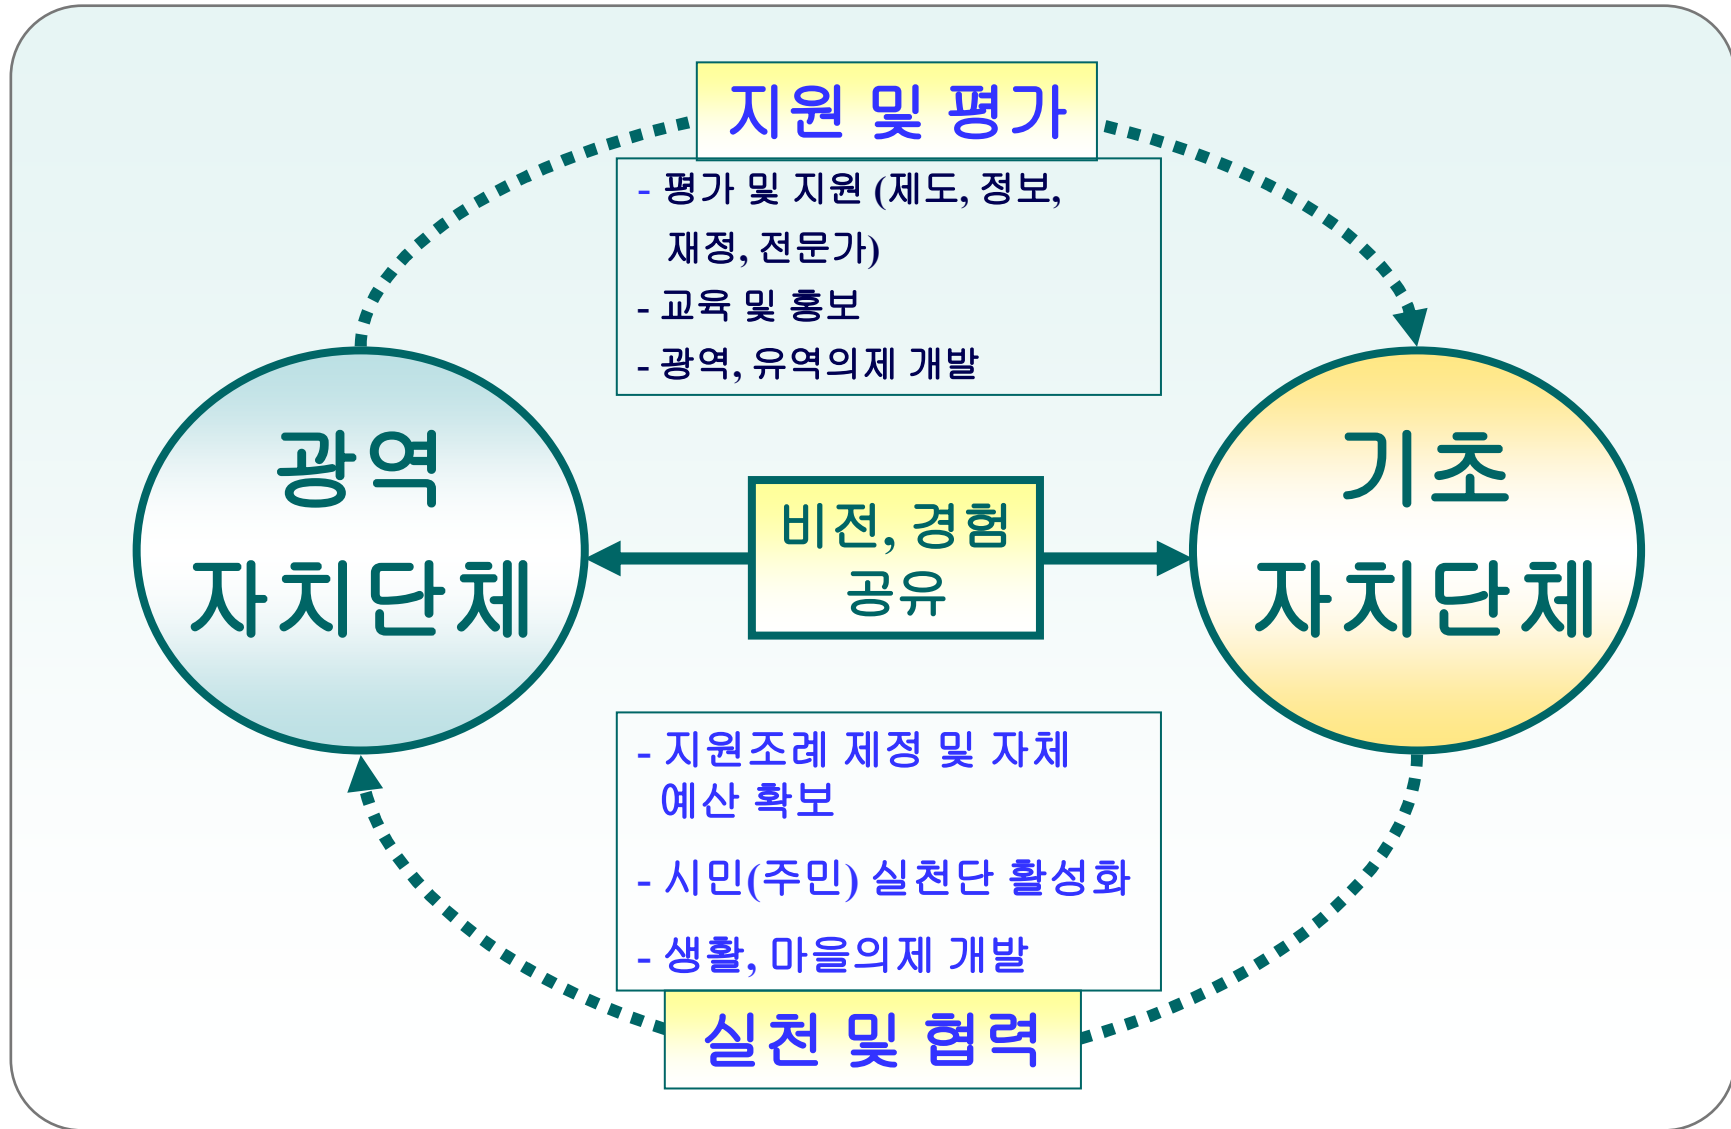 지원 및 평가
- 평가 및 지원 (제도, 정보,
재정, 전문가)
- 교육 및 홍보
- 광역, 유역의제 개발
광역
자치단체
비전, 경험
공유
기초
자치단체
- 지원조례 제정 및 자체
예산 확보
- 시민(주민) 실천단 활성화
- 생활, 마을의제 개발
실천 및 협력